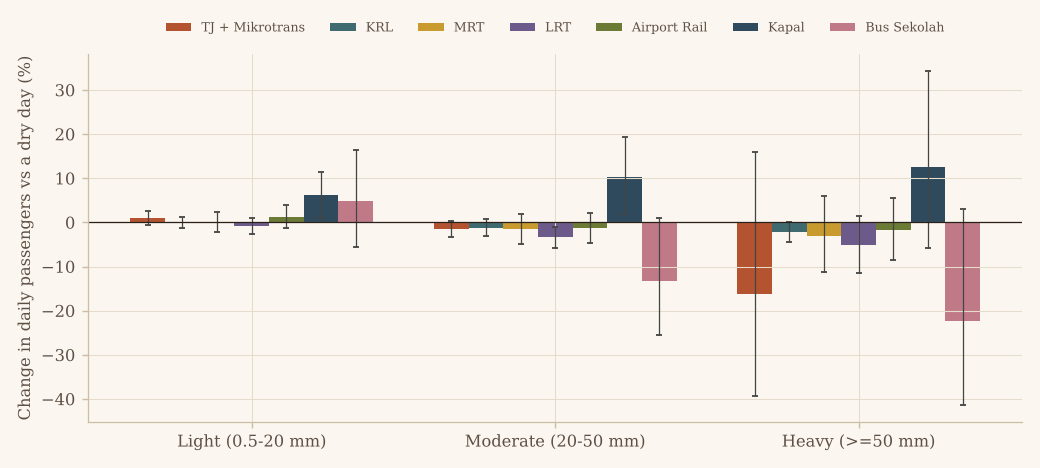 TJ + Mikrotrans KRL MRT LRT Airport Rail Kapal Bus Sekolah
Change in daily passengers vs a dry day (%)
30
20
10
0
−10
−20
−30
−40
Light (0.5-20 mm) Moderate (20-50 mm) Heavy (>=50 mm)